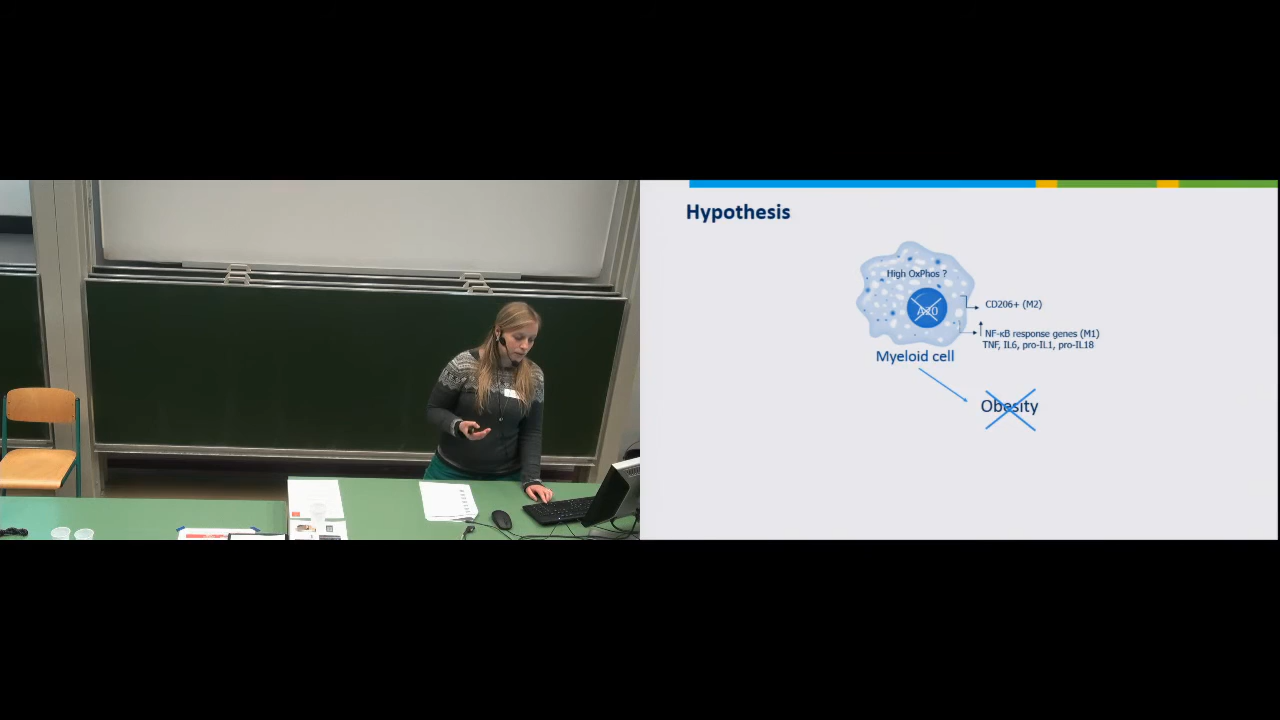 Hypothesis
High OxPhos ?
A20
CD206+ (M2)
NF-κB response genes (M1)
TNF, IL6, pro-IL1, pro-IL18
Myeloid cell
Obesity